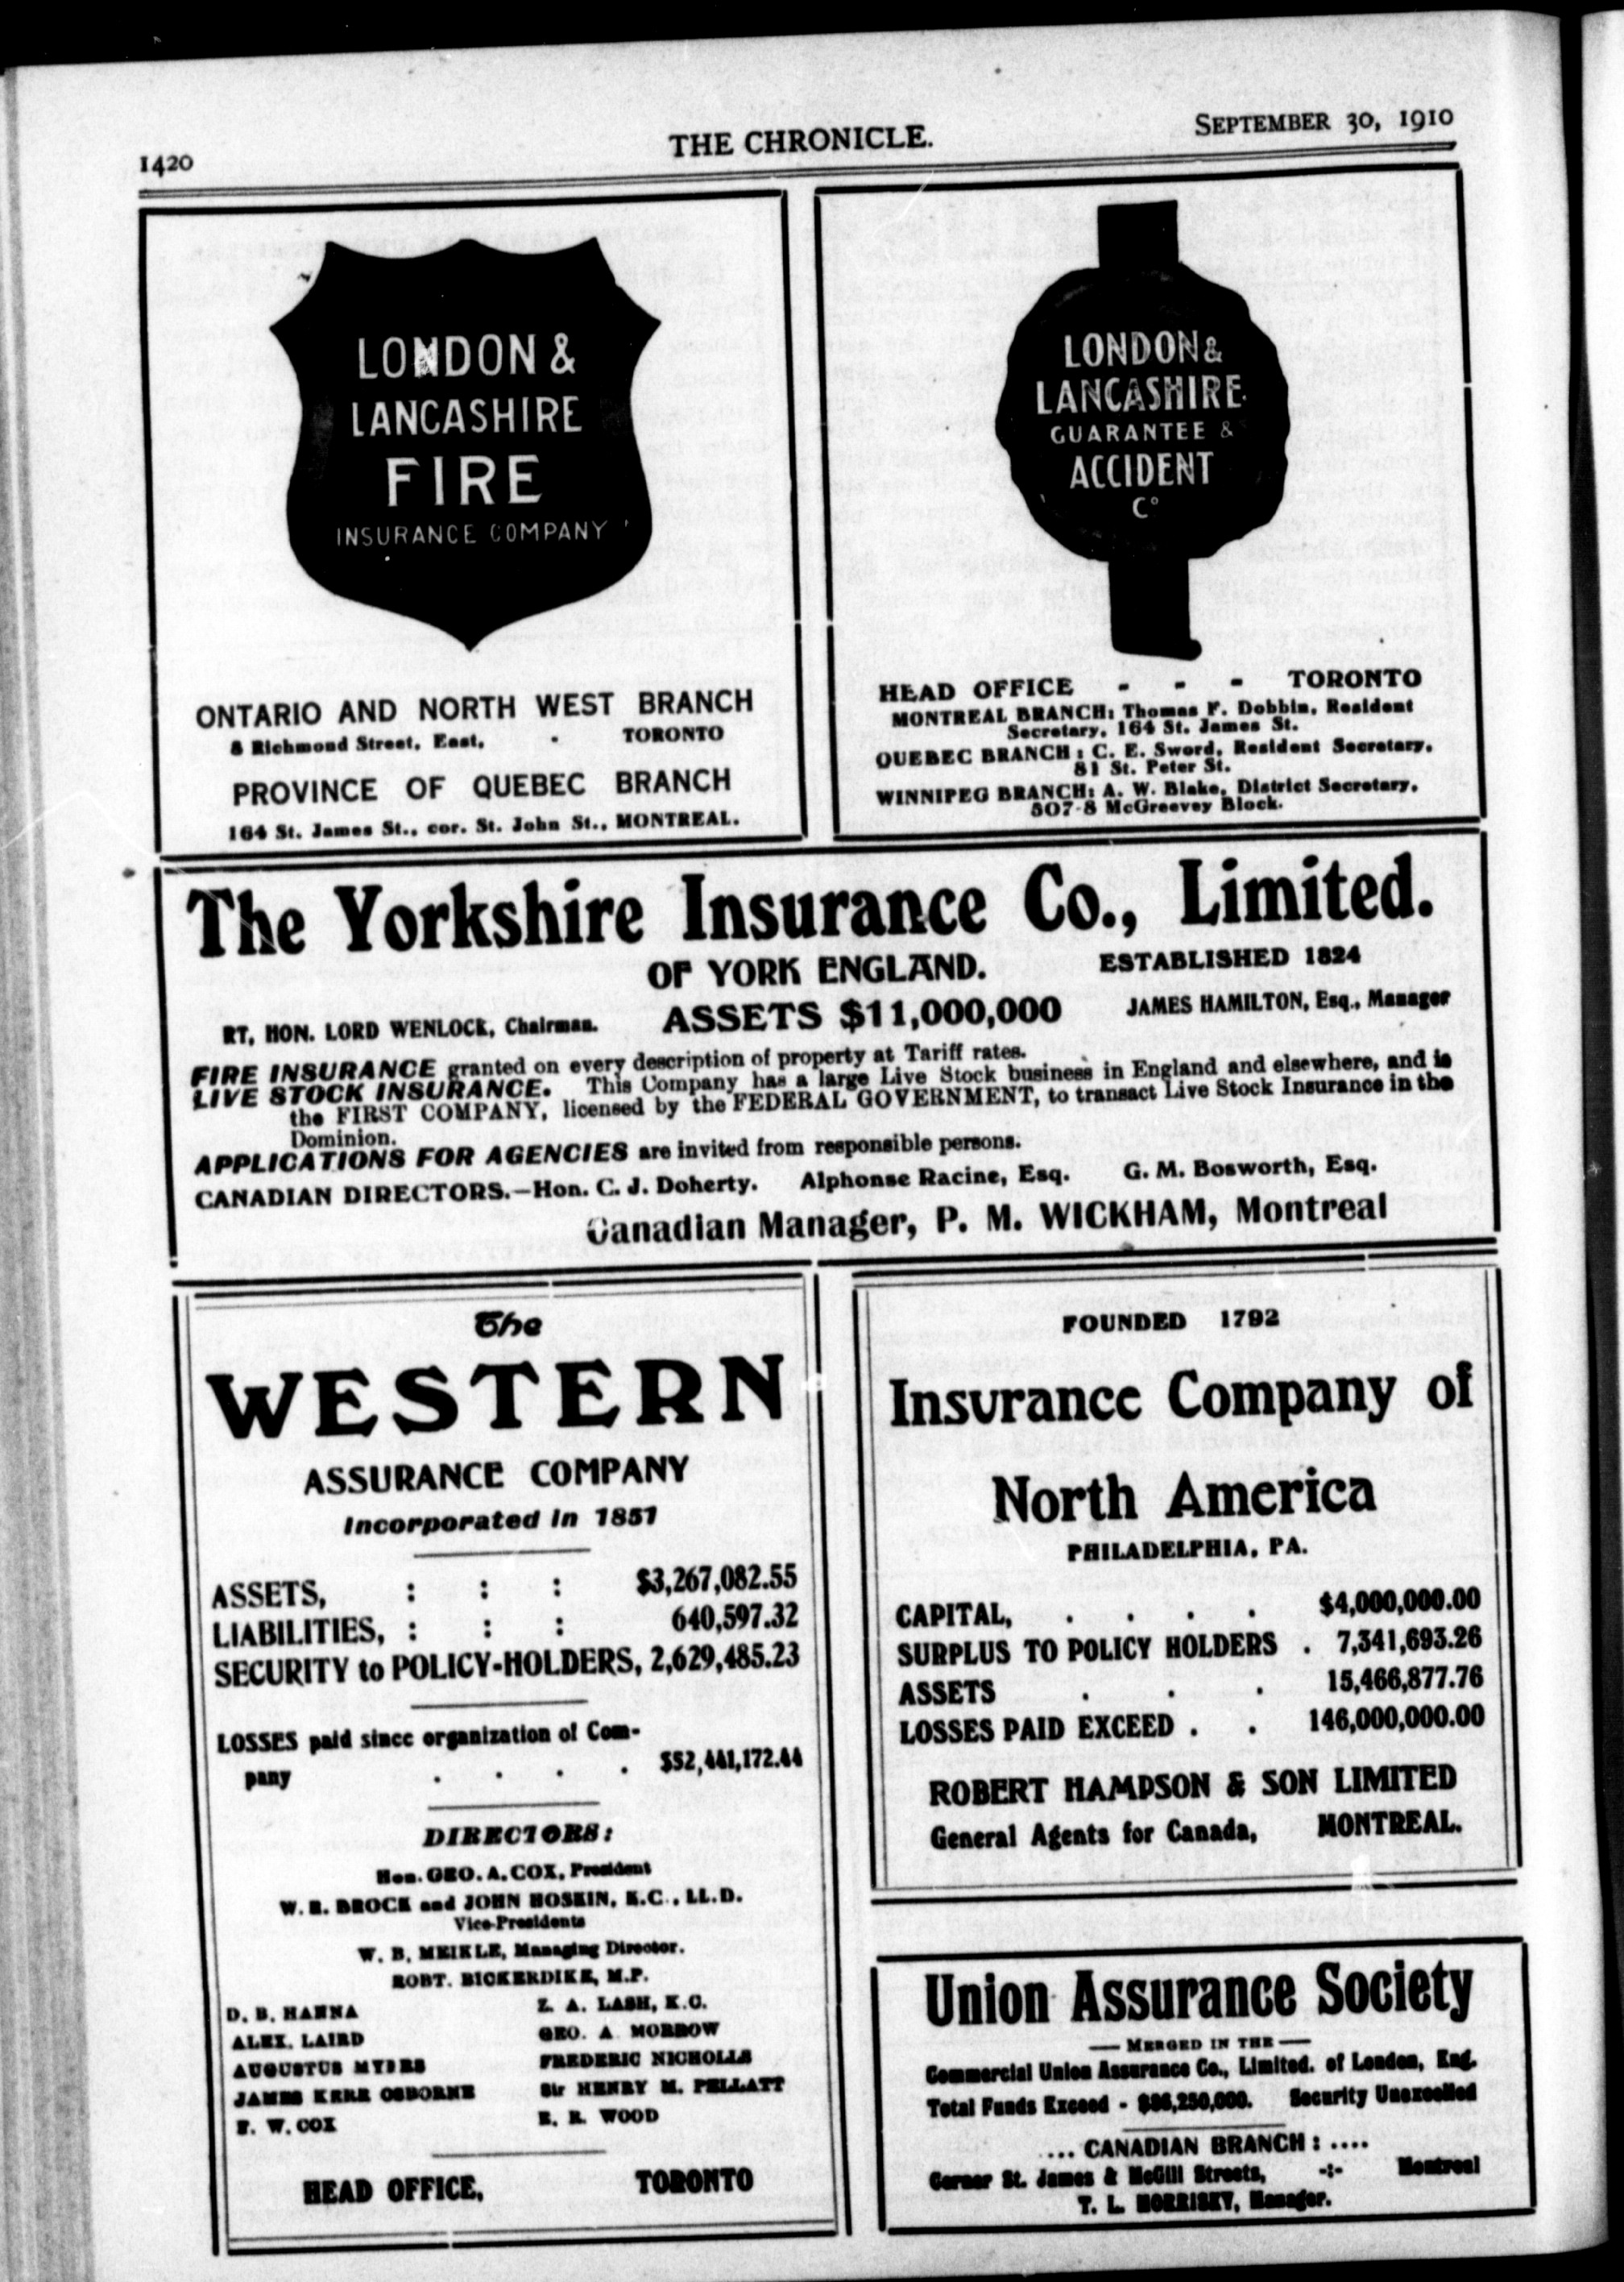 1420
THE CHRONICLE.
SEPTEMBER 30, 1910
LONDON &
LANCASHIRE
FIRE
INSURANCE COMPANY
ONTARIO AND NORTH WEST BRANCH
8 Richmond Street, East, - TORONTO
PROVINCE OF QUEBEC BRANCH
164 St. James St., cor. St. John St., MONTREAL.
LONDON &
LANCASHIRE
GUARANTEE &
ACCIDENT
Co
HEAD OFFICE - - - TORONTO
MONTREAL BRANCH: Thomas F. Dobbin, Resident
Secretary, 164 St. James St.
QUEBEC BRANCH: C. E. Sword, Resident Secretary,
81 St. Peter St.
WINNIPEG BRANCH: A. W. Blake, District Secretary,
507-8 McGreevey Block.
The Yorkshire Insurance Co., Limited.
OF YORK ENGLAND. ESTABLISHED 1824
RT. HON. LORD WENLOCK, Chairman. ASSETS $11,000,000 JAMES HAMILTON, Esq., Manager
FIRE INSURANCE granted on every description of property at Tariff rates.
LIVE STOCK INSURANCE. This Company has a large Live Stock business in England and elsewhere, and is
the FIRST COMPANY, licensed by the FEDERAL GOVERNMENT, to transact Live Stock Insurance in the
Dominion.
APPLICATIONS FOR AGENCIES are invited from responsible persons.
CANADIAN DIRECTORS.—Hon. C. J. Doherty. Alphonse Racine, Esq. G. M. Bosworth, Esq.
Canadian Manager, P. M. WICKHAM, Montreal
The
WESTERN
ASSURANCE COMPANY
Incorporated in 1851
ASSETS, : : : $3,267,082.55
LIABILITIES, : : : 640,597.32
SECURITY to POLICY-HOLDERS, 2,629,485.23
LOSSES paid since organization of Com-
pany . . . . $52,441,172.44
DIRECTORS:
Hon. GEO. A. COX, President
W. R. BROCK and JOHN HOSKIN, K.C., LL.D.
Vice-Presidents
W. B. MEIKLE, Managing Director.
ROBT. BICKERDIKE, M.P.
D. B. HANNA Z. A. LASH, K.C.
ALEX. LAIRD GEO. A. MORROW
AUGUSTUS MYERS FREDERIC NICHOLLS
JAMES KERR OSBORNE Sir HENRY M. PELLATT
E. W. COX E. R. WOOD
HEAD OFFICE, TORONTO
FOUNDED 1792
Insurance Company of
North America
PHILADELPHIA, PA.
CAPITAL, . . . . $4,000,000.00
SURPLUS TO POLICY HOLDERS . 7,341,693.26
ASSETS . . . 15,466,877.76
LOSSES PAID EXCEED . . 146,000,000.00
ROBERT HAMPSON & SON LIMITED
General Agents for Canada, MONTREAL.
Union Assurance Society
— MERGED IN THE —
Commercial Union Assurance Co., Limited. of London, Eng.
Total Funds Exceed - $86,250,000. Security Unexcelled
... CANADIAN BRANCH: ....
Corner St. James & McGill Streets, -:- Montreal
T. L. MORRISEY, Manager.